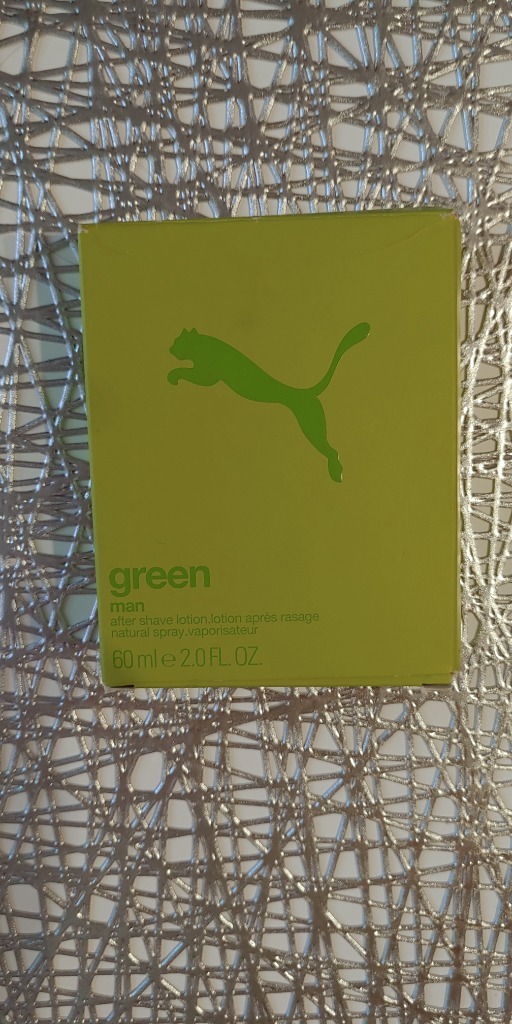 green
man
after shave lotion.lotion après rasage
natural spray.vaporisateur
60 ml e 2.0 FL. OZ.